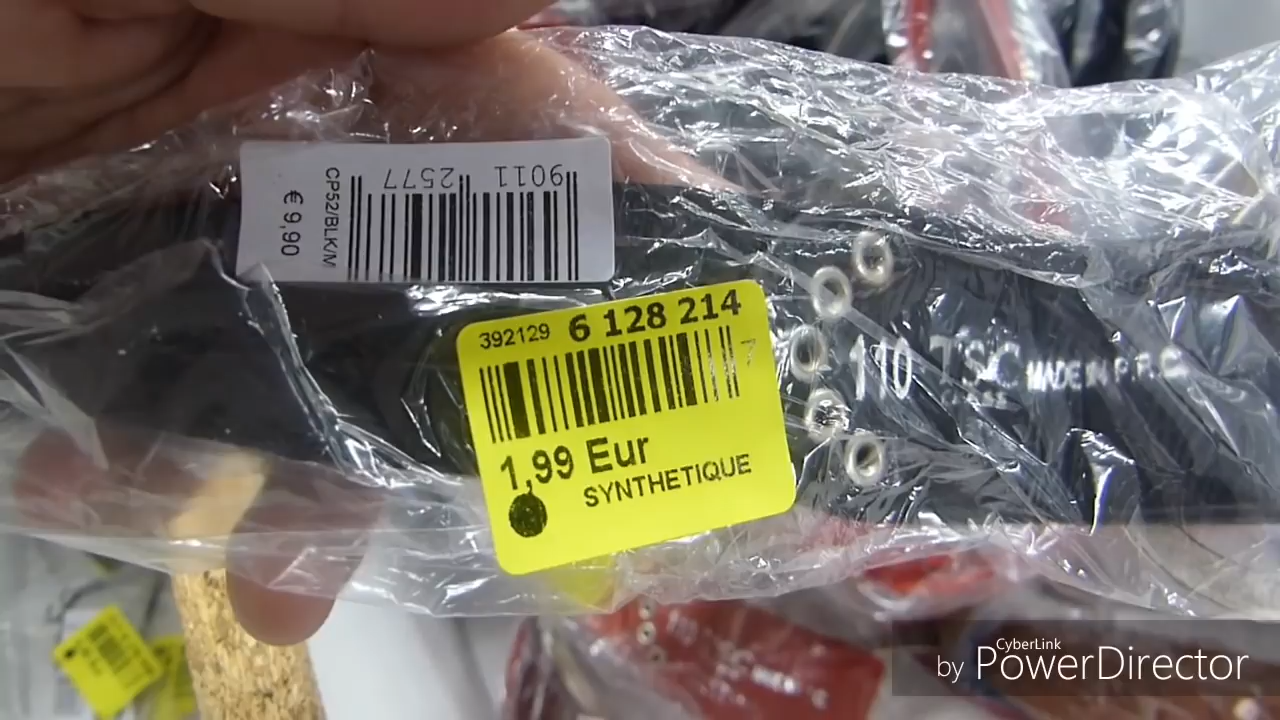 9011 2577
CP52/BLK/M
€ 9,90
392129 6 128 214
7
1,99 Eur
SYNTHETIQUE
110 TSC MADE IN P.R.C
CyberLink
by PowerDirector